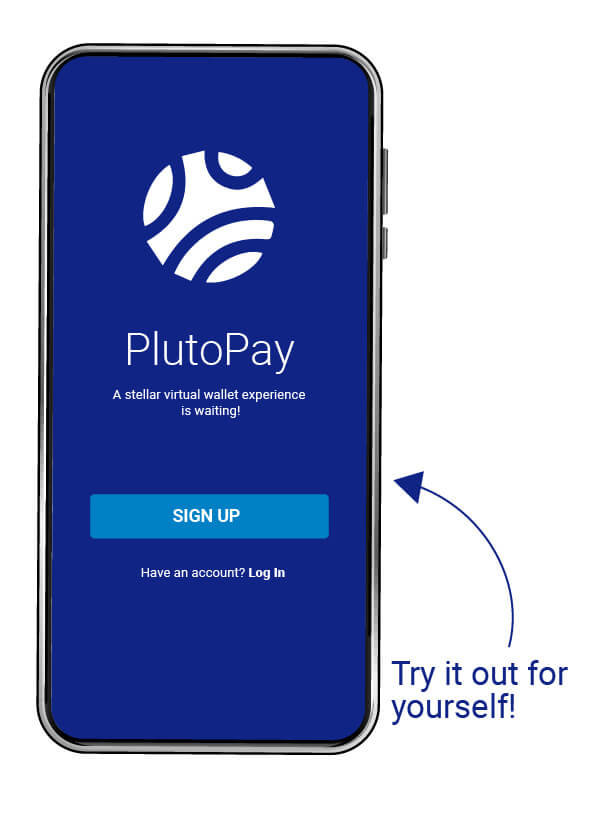 PlutoPay
A stellar virtual wallet experience
is waiting!
SIGN UP
Have an account? Log In
Try it out for
yourself!